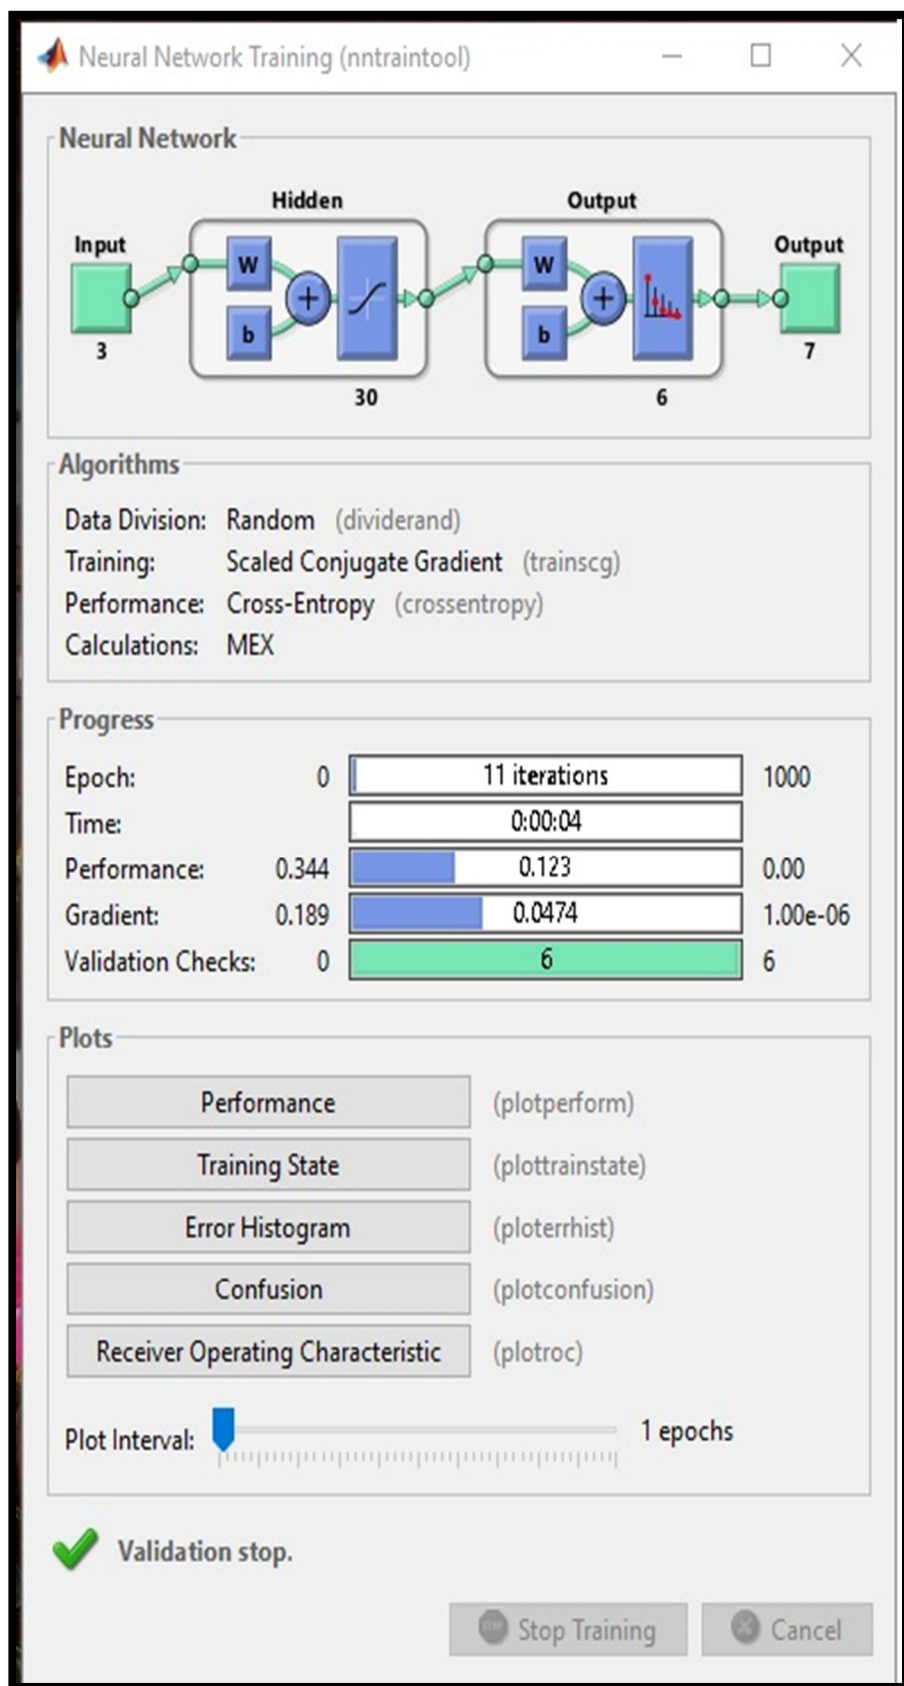 Neural Network Training (nntraintool)
Neural Network
Hidden
Output
Input
Output
W
b
W
b
3
30
6
7
Algorithms
Data Division: Random (dividerand)
Training: Scaled Conjugate Gradient (trainscg)
Performance: Cross-Entropy (crossentropy)
Calculations: MEX
Progress
Epoch: 0 11 iterations 1000
Time: 0:00:04
Performance: 0.344 0.123 0.00
Gradient: 0.189 0.0474 1.00e-06
Validation Checks: 0 6 6
Plots
Performance (plotperform)
Training State (plottrainstate)
Error Histogram (ploterrhist)
Confusion (plotconfusion)
Receiver Operating Characteristic (plotroc)
Plot Interval: 1 epochs
Validation stop.
Stop Training Cancel